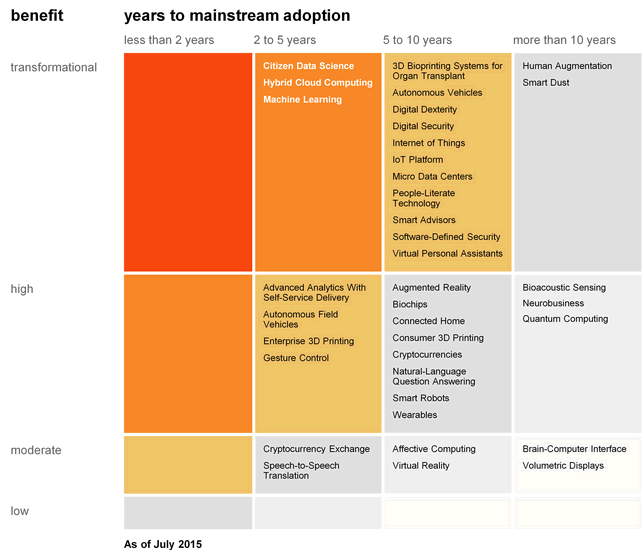 benefit
years to mainstream adoption
less than 2 years
2 to 5 years
5 to 10 years
more than 10 years
transformational
Citizen Data Science
Hybrid Cloud Computing
Machine Learning
3D Bioprinting Systems for
Organ Transplant
Autonomous Vehicles
Digital Dexterity
Digital Security
Internet of Things
IoT Platform
Micro Data Centers
People-Literate
Technology
Smart Advisors
Software-Defined Security
Virtual Personal Assistants
Human Augmentation
Smart Dust
high
Advanced Analytics With
Self-Service Delivery
Autonomous Field
Vehicles
Enterprise 3D Printing
Gesture Control
Augmented Reality
Biochips
Connected Home
Consumer 3D Printing
Cryptocurrencies
Natural-Language
Question Answering
Smart Robots
Wearables
Bioacoustic Sensing
Neurobusiness
Quantum Computing
moderate
Cryptocurrency Exchange
Speech-to-Speech
Translation
Affective Computing
Virtual Reality
Brain-Computer Interface
Volumetric Displays
low
As of July 2015